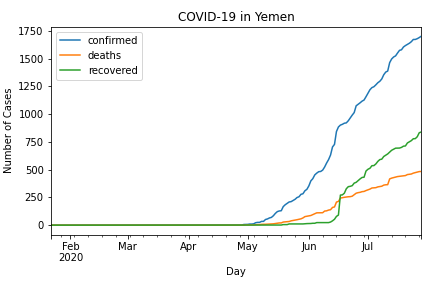 COVID-19 in Yemen
confirmed
deaths
recovered
Number of Cases
1750
1500
1250
1000
750
500
250
0
Feb Mar Apr May Jun Jul
2020
Day